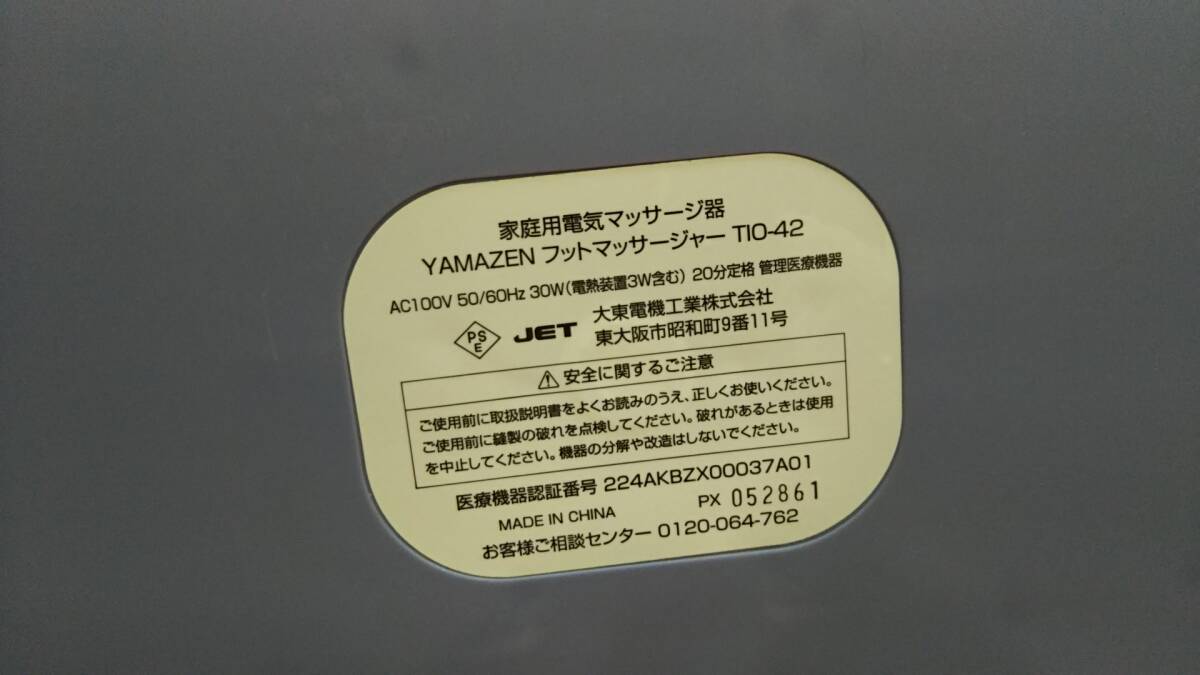 家庭用電気マッサージ器
YAMAZEN フットマッサージャー TIO-42
AC100V 50/60Hz 30W(電熱装置3W含む) 20分定格 管理医療機器
PS
E
JET
大東電機工業株式会社
東大阪市昭和町9番11号
安全に関するご注意
ご使用前に取扱説明書をよくお読みのうえ、正しくお使いください。
ご使用前に縫製の破れを点検してください。破れがあるときは使用
を中止してください。機器の分解や改造はしないでください。
医療機器認証番号 224AKBZX00037A01
MADE IN CHINA
PX 052861
お客様ご相談センター 0120-064-762